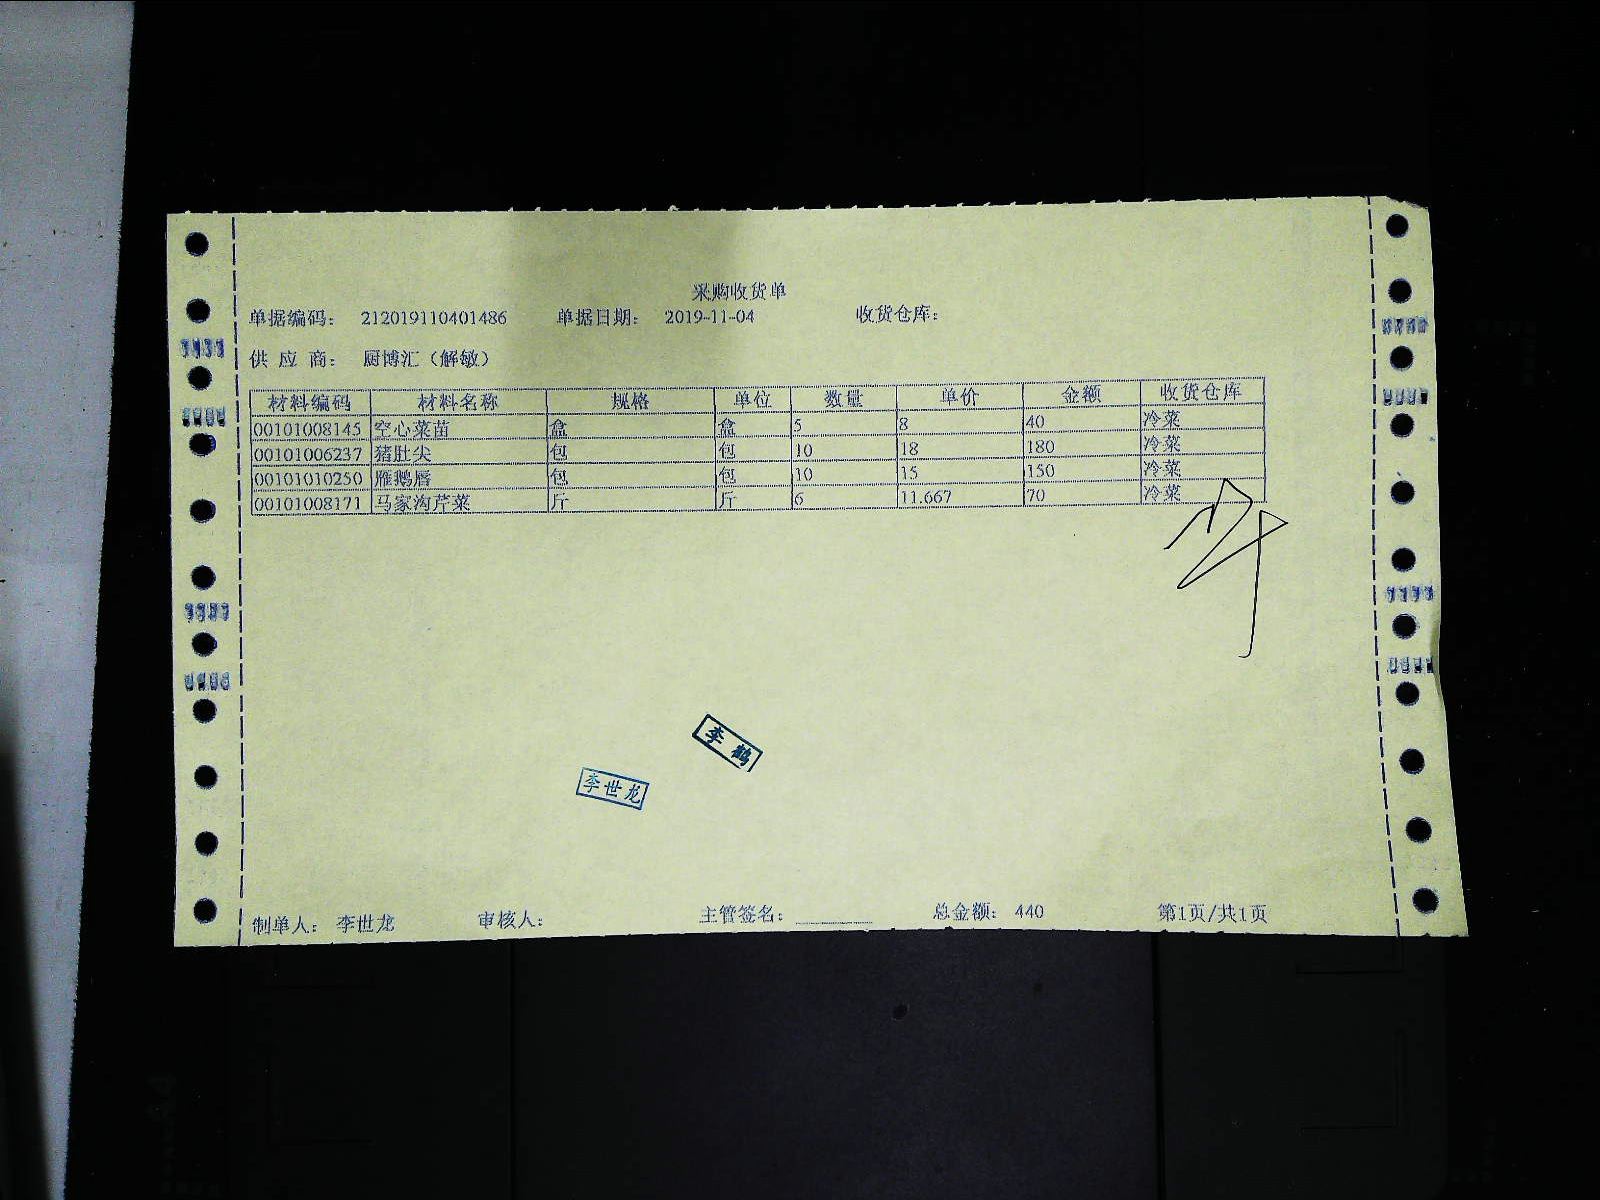 采购收货单
单据编码: 212019110401486 单据日期: 2019-11-04 收货仓库:
供 应 商: 厨博汇（解敏）
材料编码 材料名称 规格 单位 数量 单价 金额 收货仓库
00101008145 空心菜苗 盒 盒 5 8 40 冷菜
00101006237 猪肚尖 包 包 10 18 180 冷菜
00101010250 雁鹅唇 包 包 10 15 150 冷菜
00101008171 马家沟芹菜 斤 斤 6 11.667 70 冷菜
李鹤
李世龙
制单人: 李世龙 审核人: 主管签名: 总金额: 440 第1页/共1页